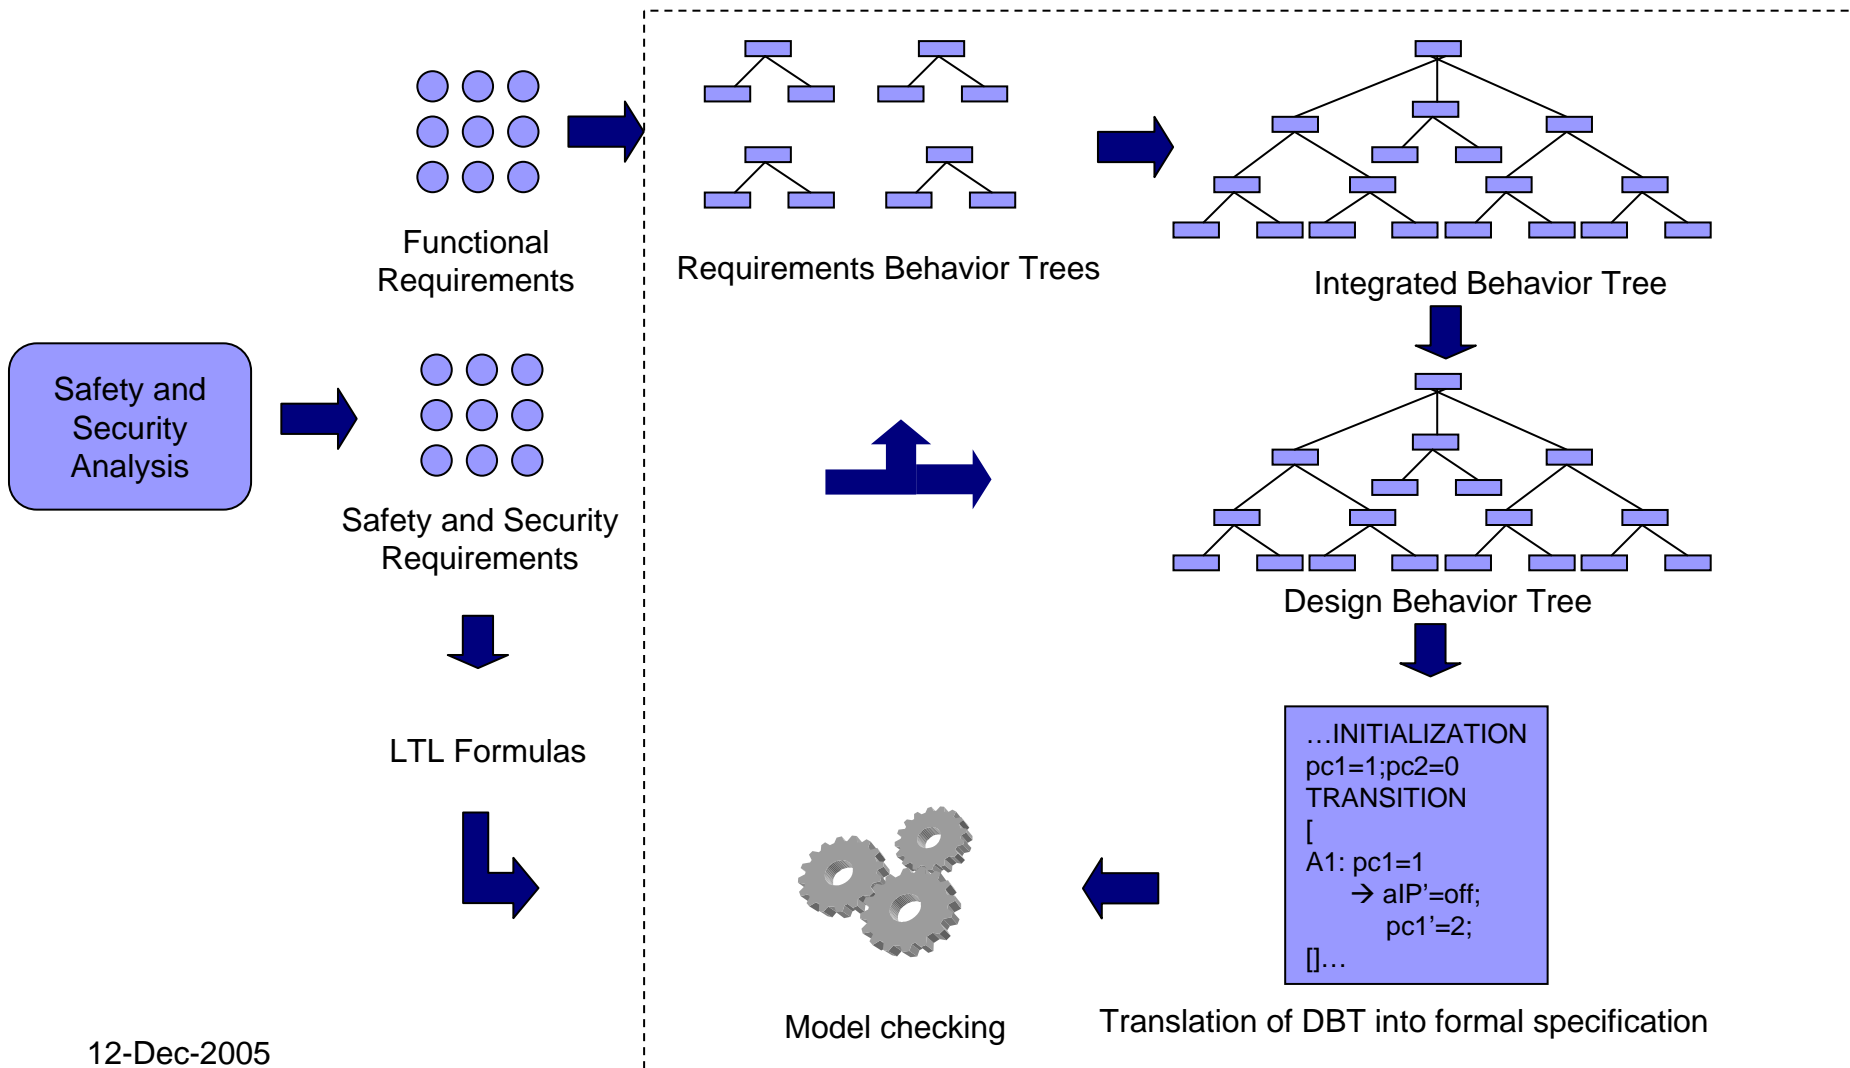 Functional
Requirements
Requirements Behavior Trees
Integrated Behavior Tree
Safety and
Security
Analysis
Safety and Security
Requirements
Design Behavior Tree
LTL Formulas
…INITIALIZATION
pc1=1;pc2=0
TRANSITION
[
A1: pc1=1
→ aIP’=off;
pc1’=2;
[]…
Model checking
Translation of DBT into formal specification
12-Dec-2005